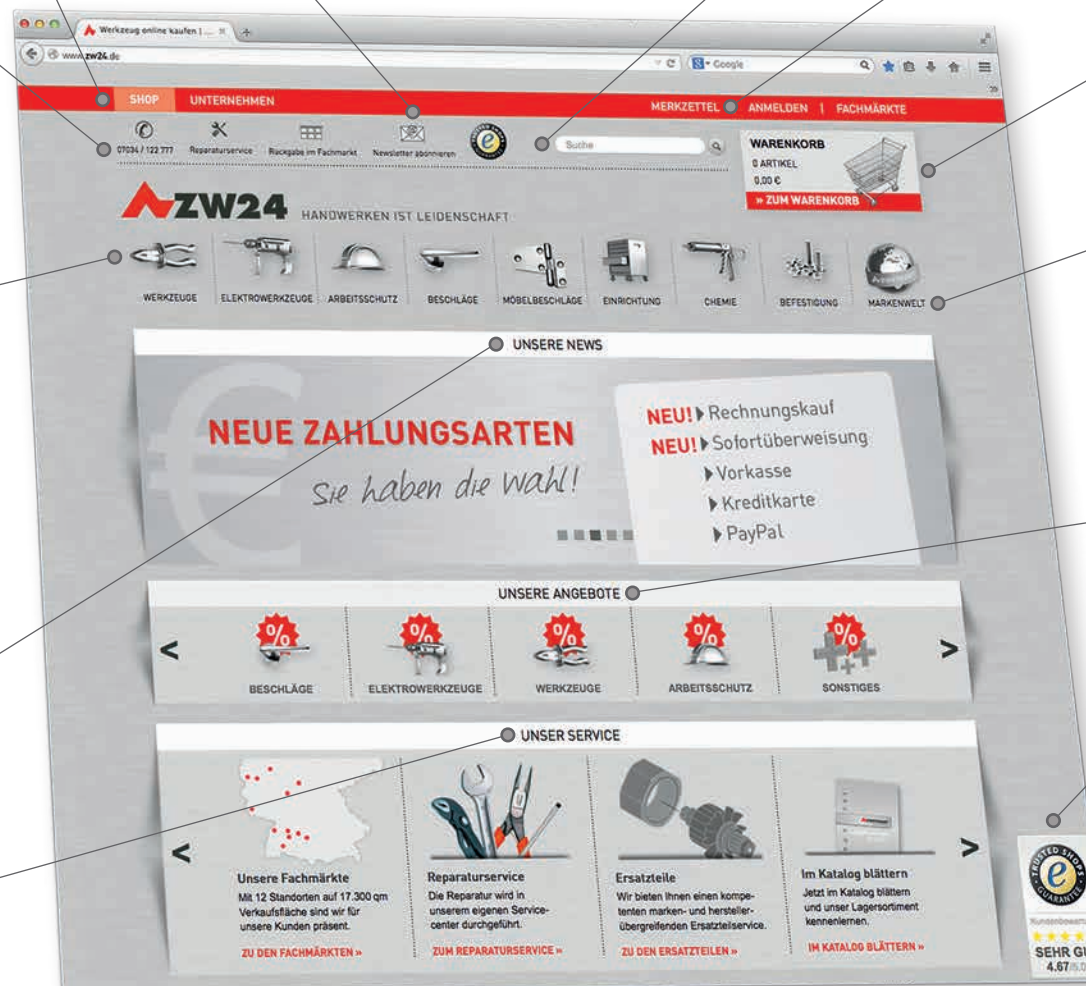 Werkzeug online kaufen | ...
www.zw24.de
Google
SHOP UNTERNEHMEN
MERKZETTEL ANMELDEN | FACHMÄRKTE
07034 / 122 777
Reparaturservice
Rückgabe im Fachmarkt
Newsletter abonnieren
Suche
WARENKORB
0 ARTIKEL
0,00 €
» ZUM WARENKORB
ZW24 HANDWERKEN IST LEIDENSCHAFT
WERKZEUGE ELEKTROWERKZEUGE ARBEITSSCHUTZ BESCHLÄGE MÖBELBESCHLÄGE EINRICHTUNG CHEMIE BEFESTIGUNG MARKENWELT
UNSERE NEWS
€
NEUE ZAHLUNGSARTEN
Sie haben die Wahl!
NEU! Rechnungskauf
NEU! Sofortüberweisung
Vorkasse
Kreditkarte
PayPal
UNSERE ANGEBOTE
% % % % %
< >
BESCHLÄGE ELEKTROWERKZEUGE WERKZEUGE ARBEITSSCHUTZ SONSTIGES
UNSER SERVICE
< >
Unsere Fachmärkte
Mit 12 Standorten auf 17.300 qm
Verkaufsfläche sind wir für
unsere Kunden präsent.
ZU DEN FACHMÄRKTEN »
Reparaturservice
Die Reparatur wird in
unserem eigenen Service-
center durchgeführt.
ZUM REPARATURSERVICE »
Ersatzteile
Wir bieten Ihnen einen kompe-
tenten marken- und hersteller-
übergreifenden Ersatzteilservice.
ZU DEN ERSATZTEILEN »
Im Katalog blättern
Jetzt im Katalog blättern
und unser Lagersortiment
kennenlernen.
IM KATALOG BLÄTTERN »
TRUSTED SHOPS
e
GUARANTEE
SEHR GU
4.67/5.0